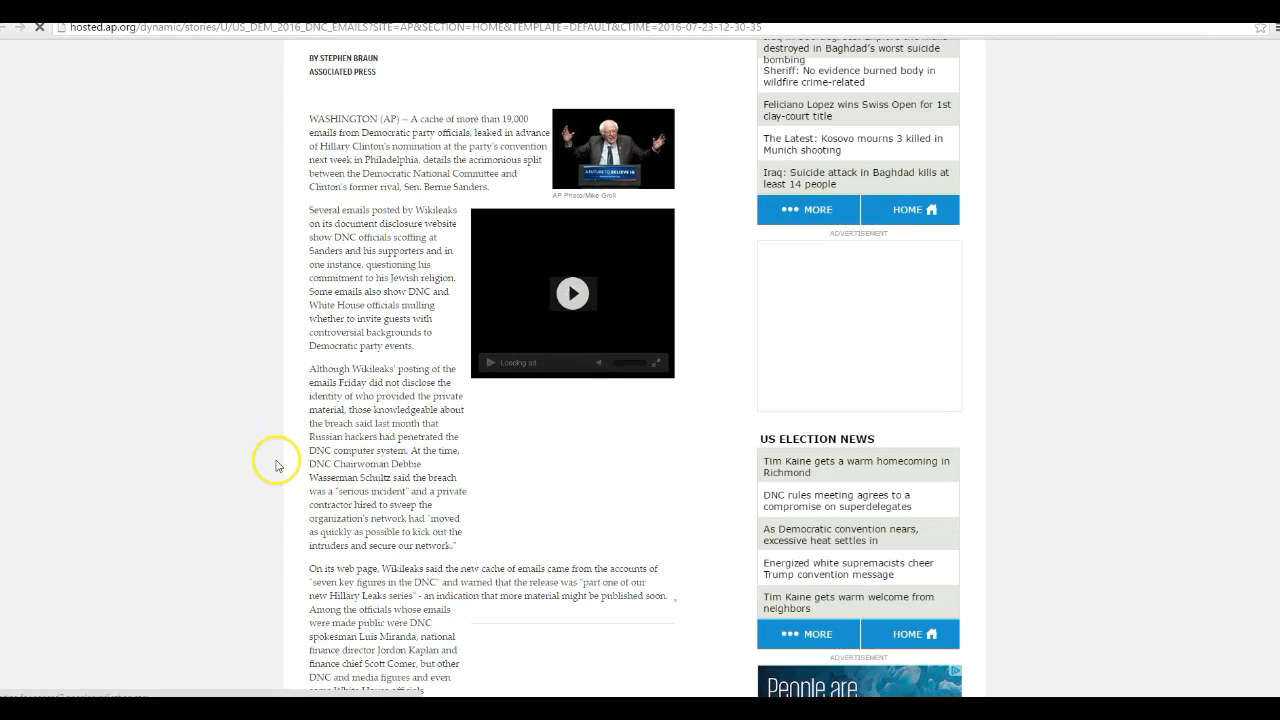 hosted.ap.org/dynamic/stories/U/US_DEM_2016_DNC_EMAILS?SITE=AP&SECTION=HOME&TEMPLATE=DEFAULT&CTIME=2016-07-23-12-30-35
BY STEPHEN BRAUN
ASSOCIATED PRESS
WASHINGTON (AP) -- A cache of more than 19,000
emails from Democratic party officials, leaked in advance
of Hillary Clinton's nomination at the party's convention
next week in Philadelphia, details the acrimonious split
between the Democratic National Committee and
Clinton's former rival, Sen. Bernie Sanders.
A FUTURE TO BELIEVE IN
AP Photo/Mike Groll
Several emails posted by Wikileaks
on its document disclosure website
show DNC officials scoffing at
Sanders and his supporters and in
one instance, questioning his
commitment to his Jewish religion.
Some emails also show DNC and
White House officials mulling
whether to invite guests with
controversial backgrounds to
Democratic party events.
Loading ad
Although Wikileaks' posting of the
emails Friday did not disclose the
identity of who provided the private
material, those knowledgeable about
the breach said last month that
Russian hackers had penetrated the
DNC computer system. At the time,
DNC Chairwoman Debbie
Wasserman Schultz said the breach
was a "serious incident" and a private
contractor hired to sweep the
organization's network had "moved
as quickly as possible to kick out the
intruders and secure our network."
On its web page, Wikileaks said the new cache of emails came from the accounts of
"seven key figures in the DNC" and warned that the release was "part one of our
new Hillary Leaks series" - an indication that more material might be published soon.
Among the officials whose emails
were made public were DNC
spokesman Luis Miranda, national
finance director Jordon Kaplan and
finance chief Scott Comer, but other
DNC and media figures and even
some White House officials
destroyed in Baghdad's worst suicide
bombing
Sheriff: No evidence burned body in
wildfire crime-related
Feliciano Lopez wins Swiss Open for 1st
clay-court title
The Latest: Kosovo mourns 3 killed in
Munich shooting
Iraq: Suicide attack in Baghdad kills at
least 14 people
MORE
HOME
ADVERTISEMENT
US ELECTION NEWS
Tim Kaine gets a warm homecoming in
Richmond
DNC rules meeting agrees to a
compromise on superdelegates
As Democratic convention nears,
excessive heat settles in
Energized white supremacists cheer
Trump convention message
Tim Kaine gets warm welcome from
neighbors
MORE
HOME
ADVERTISEMENT
People are